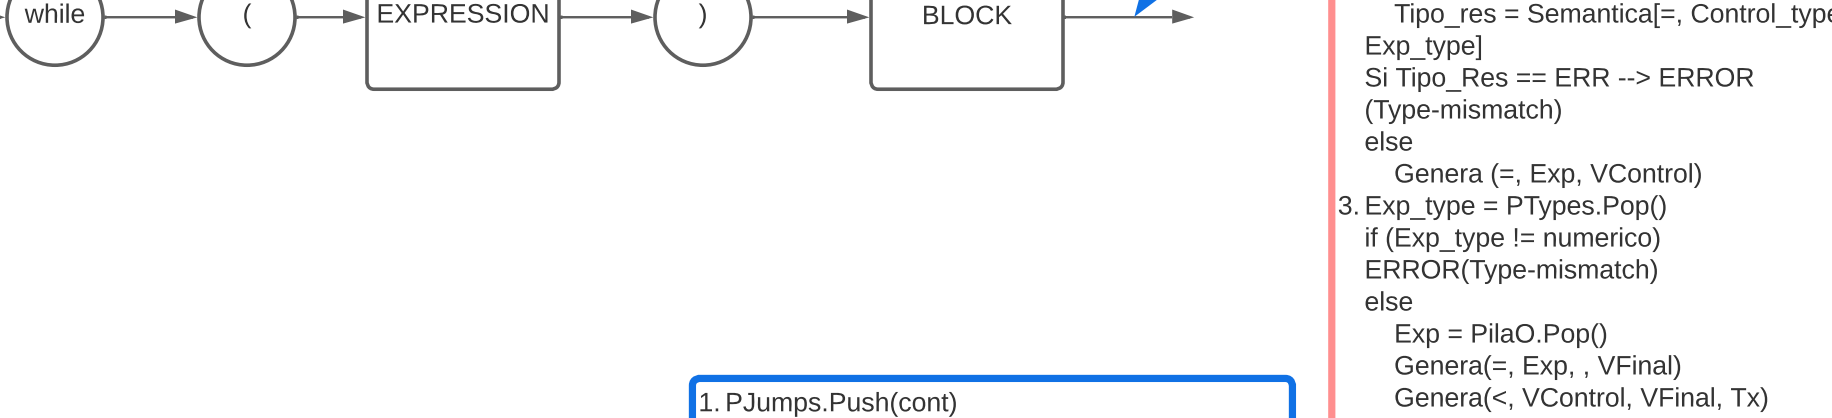 while
(
EXPRESSION
)
BLOCK
Tipo_res = Semantica[=, Control_type
Exp_type]
Si Tipo_Res == ERR --> ERROR
(Type-mismatch)
else
Genera (=, Exp, VControl)
3. Exp_type = PTypes.Pop()
if (Exp_type != numerico)
ERROR(Type-mismatch)
else
Exp = PilaO.Pop()
Genera(=, Exp, , VFinal)
Genera(<, VControl, VFinal, Tx)
1. PJumps.Push(cont)